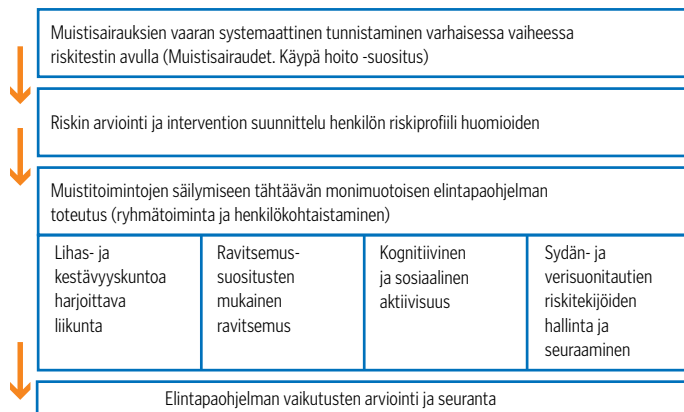 Muistisairauksien vaaran systemaattinen tunnistaminen varhaisessa vaiheessa
riskitestin avulla (Muistisairaudet. Käypä hoito -suositus)
Riskin arviointi ja intervention suunnittelu henkilön riskiprofiili huomioiden
Muistitoimintojen säilymiseen tähtäävän monimuotoisen elintapaohjelman
toteutus (ryhmätoiminta ja henkilökohtaistaminen)
Lihas- ja
kestävyyskuntoa
harjoittava
liikunta
Ravitsemus-
suositusten
mukainen
ravitsemus
Kognitiivinen
ja sosiaalinen
aktiivisuus
Sydän- ja
verisuonitautien
riskitekijöiden
hallinta ja
seuraaminen
Elintapaohjelman vaikutusten arviointi ja seuranta